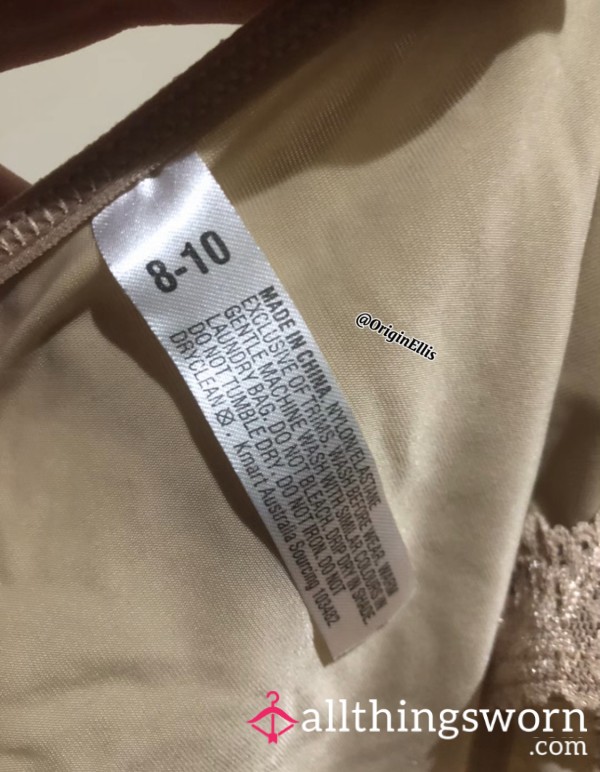 8-10
MADE IN CHINA. NYLON/ELASTANE
EXCLUSIVE OF TRIMS. WASH BEFORE WEAR. WARM
GENTLE MACHINE WASH WITH SIMILAR COLOURS IN
LAUNDRY BAG. DO NOT BLEACH. DRIP DRY IN SHADE.
DO NOT TUMBLE DRY. DO NOT IRON. DO NOT
DRYCLEAN Kmart Australia Sourcing 103482
@OriginEllis
allthingsworn
.com